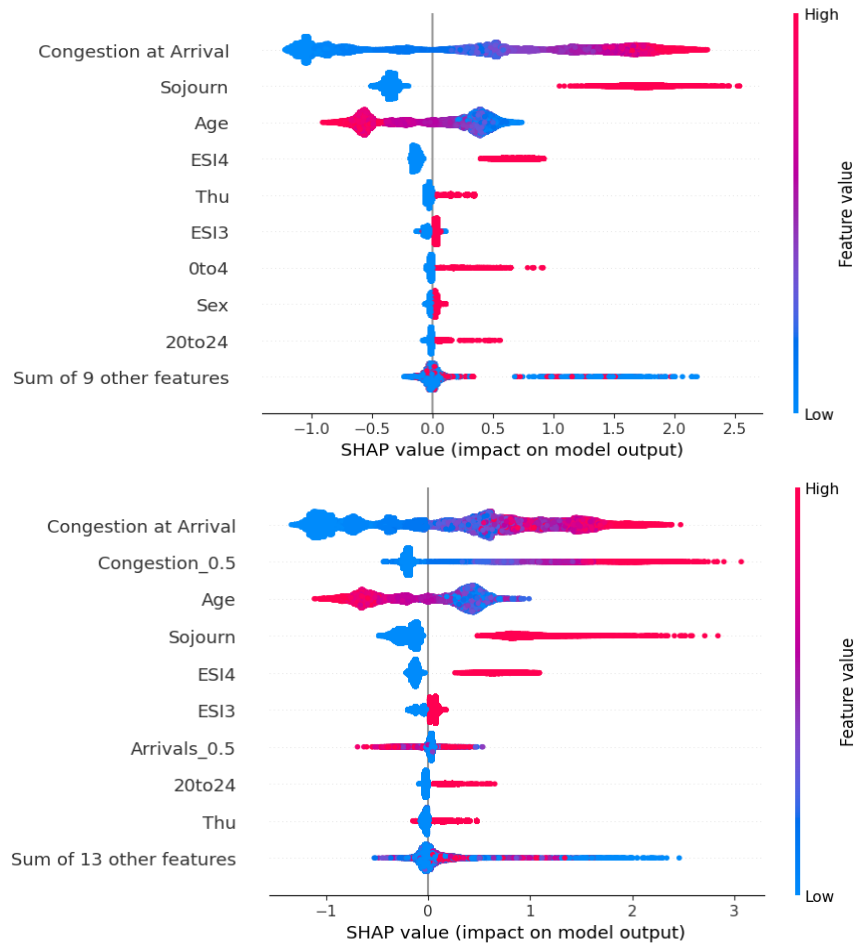 High
Congestion at Arrival
Sojourn
Age
ESI4
Thu
ESI3
0to4
Sex
20to24
Sum of 9 other features
Feature value
Low
−1.0 −0.5 0.0 0.5 1.0 1.5 2.0 2.5
SHAP value (impact on model output)
High
Congestion at Arrival
Congestion_0.5
Age
Sojourn
ESI4
ESI3
Arrivals_0.5
20to24
Thu
Sum of 13 other features
Feature value
Low
−1 0 1 2 3
SHAP value (impact on model output)